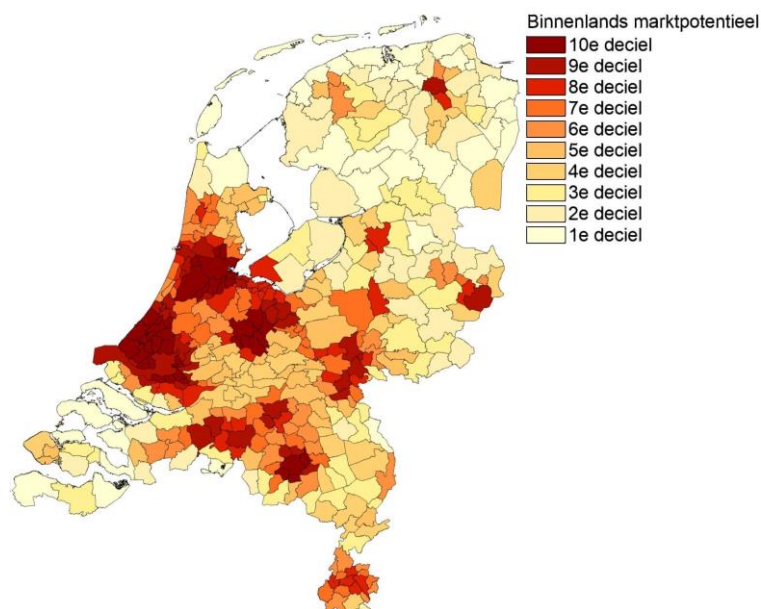 Binnenlands marktpotentieel
10e deciel
9e deciel
8e deciel
7e deciel
6e deciel
5e deciel
4e deciel
3e deciel
2e deciel
1e deciel